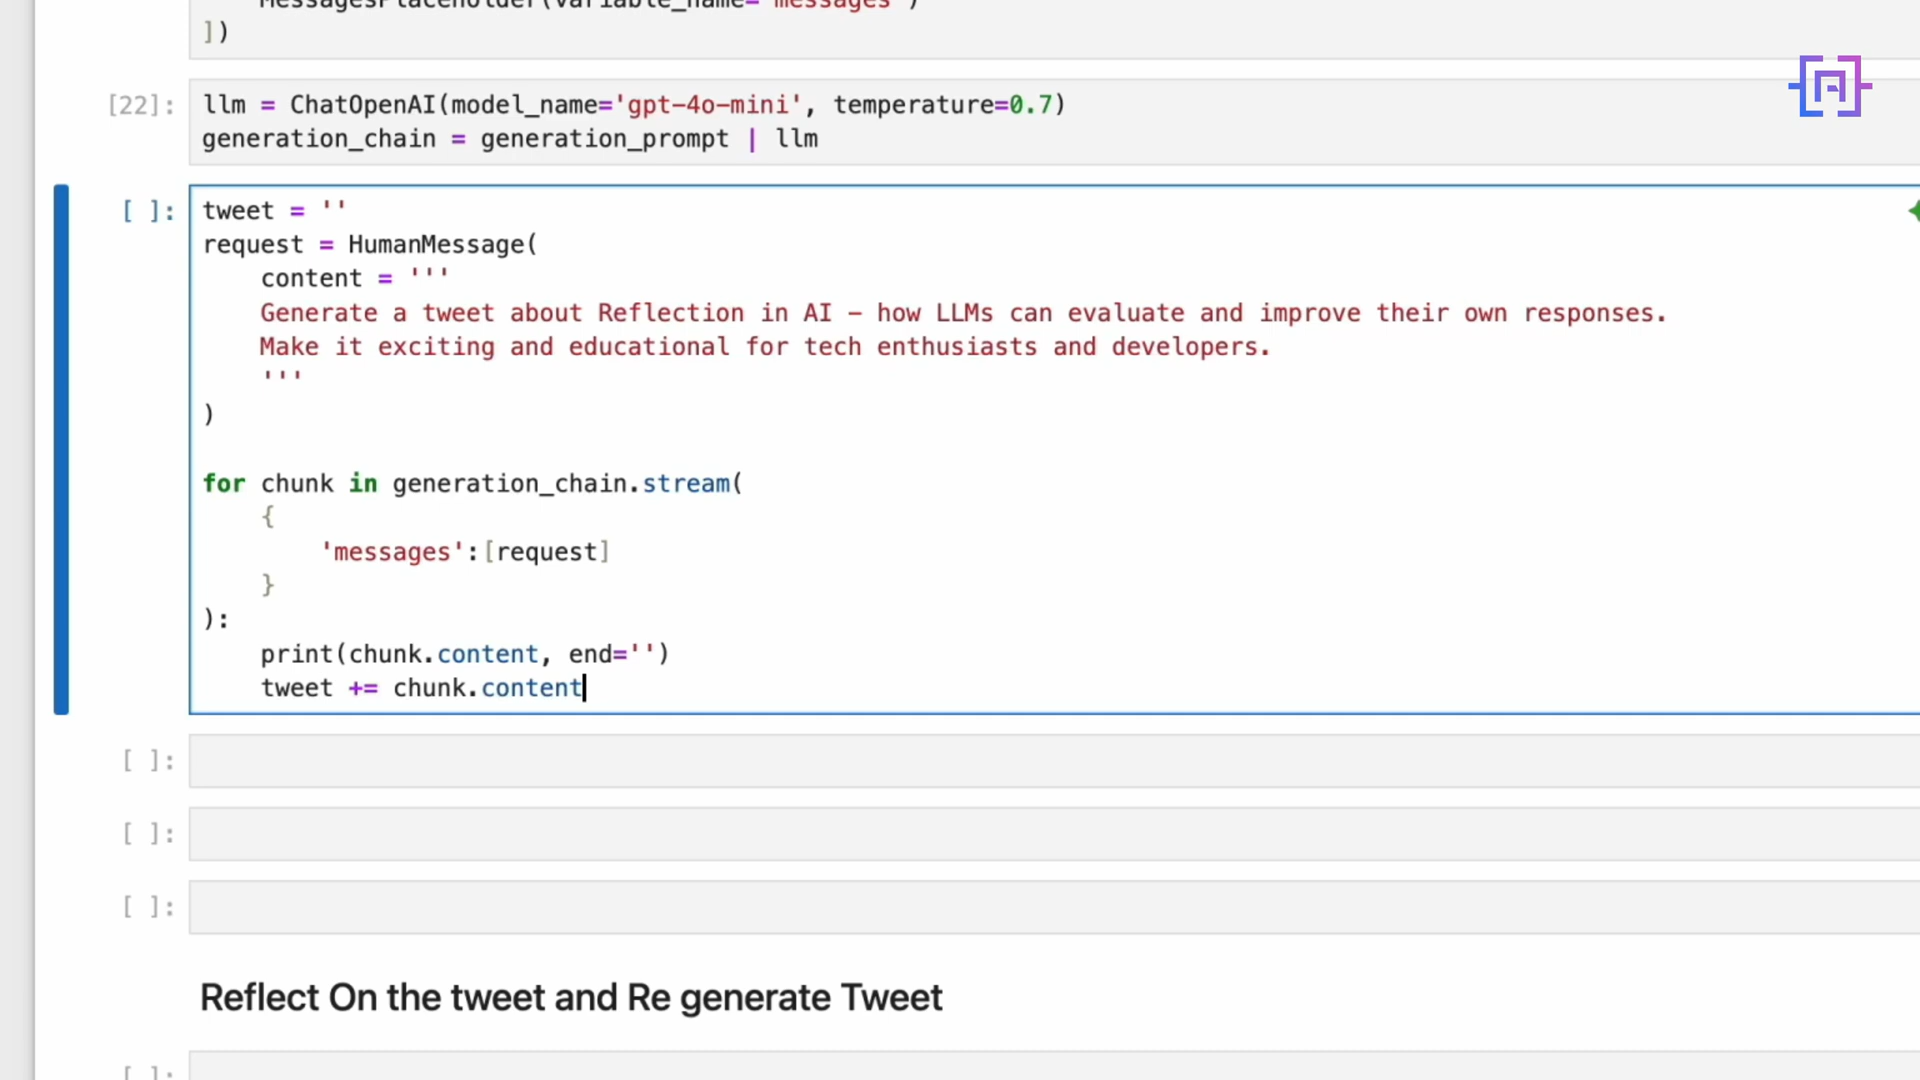 MessagesPlaceholder(variable_name='messages')
])
[22]: llm = ChatOpenAI(model_name='gpt-4o-mini', temperature=0.7)
generation_chain = generation_prompt | llm
[ ]: tweet = ''
request = HumanMessage(
    content = '''
    Generate a tweet about Reflection in AI – how LLMs can evaluate and improve their own responses.
    Make it exciting and educational for tech enthusiasts and developers.
    '''
)
for chunk in generation_chain.stream(
    {
        'messages':[request]
    }
):
    print(chunk.content, end='')
    tweet += chunk.content
[ ]:
[ ]:
[ ]:
Reflect On the tweet and Re generate Tweet
[ ]: